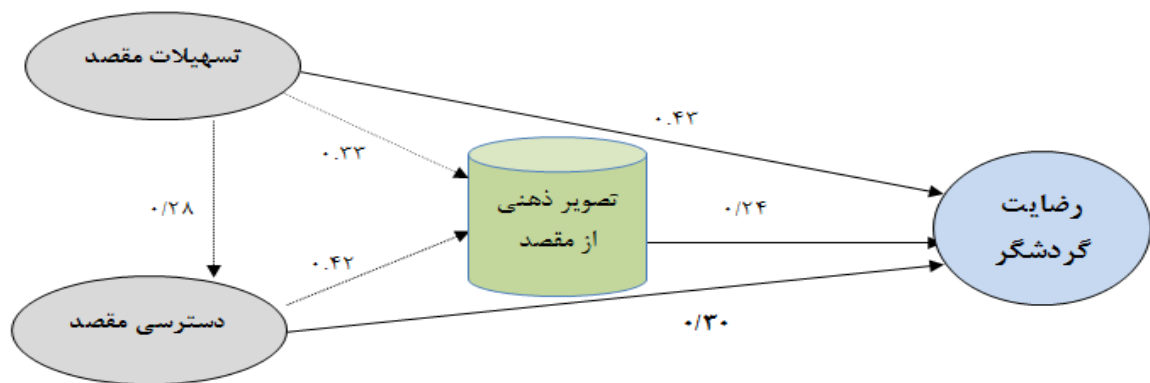 تسهیلات مقصد
۰.۴۳
۰.۳۳
تصویر ذهنی
از مقصد
رضایت
گردشگر
۰/۲۴
۰/۲۸
۰.۴۲
دسترسی مقصد
۰/۳۰